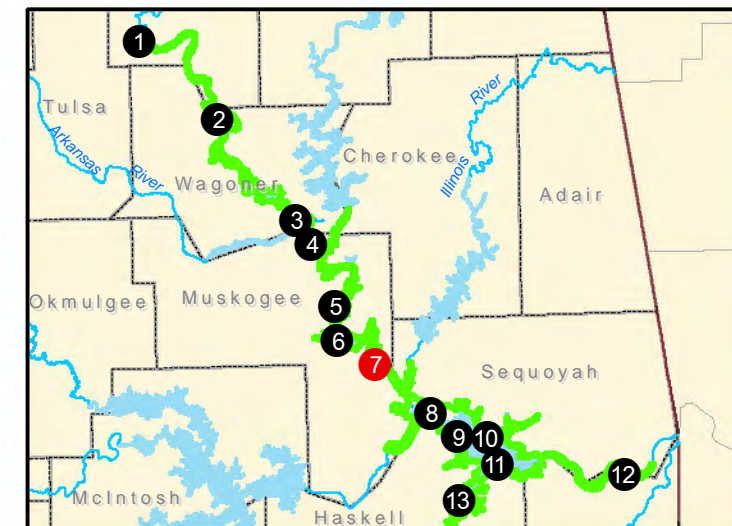 1
River
2
Tulsa
Arkansas
River
Cherokee
Illinois
Wagoner
Adair
3
4
Okmulgee
Muskogee
5
6
7
Sequoyah
8
9
10
11
12
McIntosh
13
Haskell